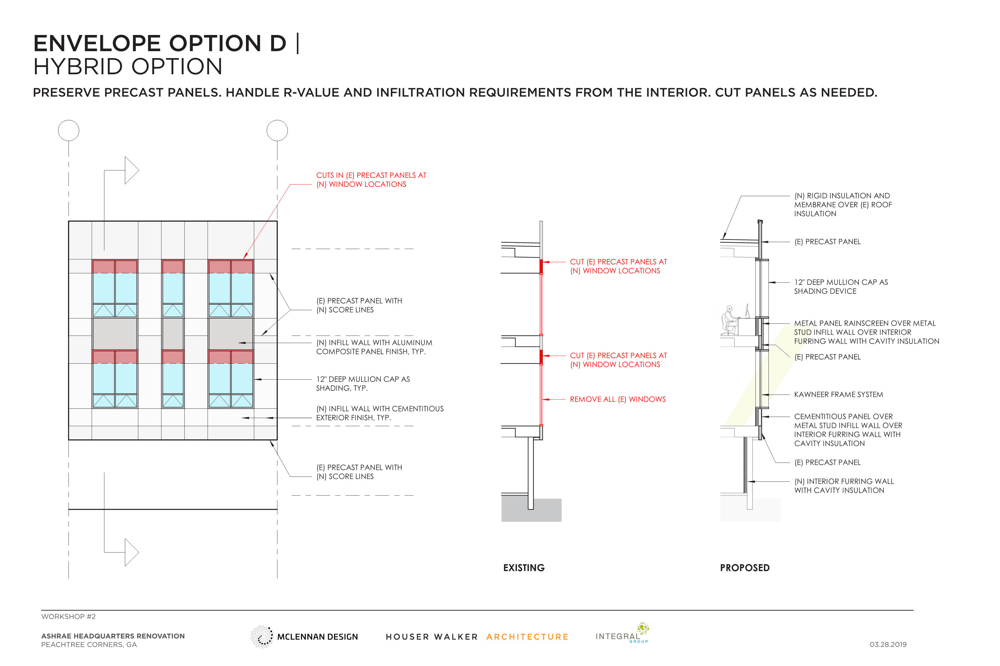 ENVELOPE OPTION D |
HYBRID OPTION
PRESERVE PRECAST PANELS. HANDLE R-VALUE AND INFILTRATION REQUIREMENTS FROM THE INTERIOR. CUT PANELS AS NEEDED.
CUTS IN (E) PRECAST PANELS AT
(N) WINDOW LOCATIONS
(E) PRECAST PANEL WITH
(N) SCORE LINES
(N) INFILL WALL WITH ALUMINUM
COMPOSITE PANEL FINISH, TYP.
12" DEEP MULLION CAP AS
SHADING, TYP.
(N) INFILL WALL WITH CEMENTITIOUS
EXTERIOR FINISH, TYP.
(E) PRECAST PANEL WITH
(N) SCORE LINES
CUT (E) PRECAST PANELS AT
(N) WINDOW LOCATIONS
CUT (E) PRECAST PANELS AT
(N) WINDOW LOCATIONS
REMOVE ALL (E) WINDOWS
EXISTING
(N) RIGID INSULATION AND
MEMBRANE OVER (E) ROOF
INSULATION
(E) PRECAST PANEL
12" DEEP MULLION CAP AS
SHADING DEVICE
METAL PANEL RAINSCREEN OVER METAL
STUD INFILL WALL OVER INTERIOR
FURRING WALL WITH CAVITY INSULATION
(E) PRECAST PANEL
KAWNEER FRAME SYSTEM
CEMENTITIOUS PANEL OVER
METAL STUD INFILL WALL OVER
INTERIOR FURRING WALL WITH
CAVITY INSULATION
(E) PRECAST PANEL
(N) INTERIOR FURRING WALL
WITH CAVITY INSULATION
PROPOSED
WORKSHOP #2
ASHRAE HEADQUARTERS RENOVATION
PEACHTREE CORNERS, GA
MCLENNAN DESIGN
HOUSER WALKER ARCHITECTURE
INTEGRAL
GROUP
03.28.2019